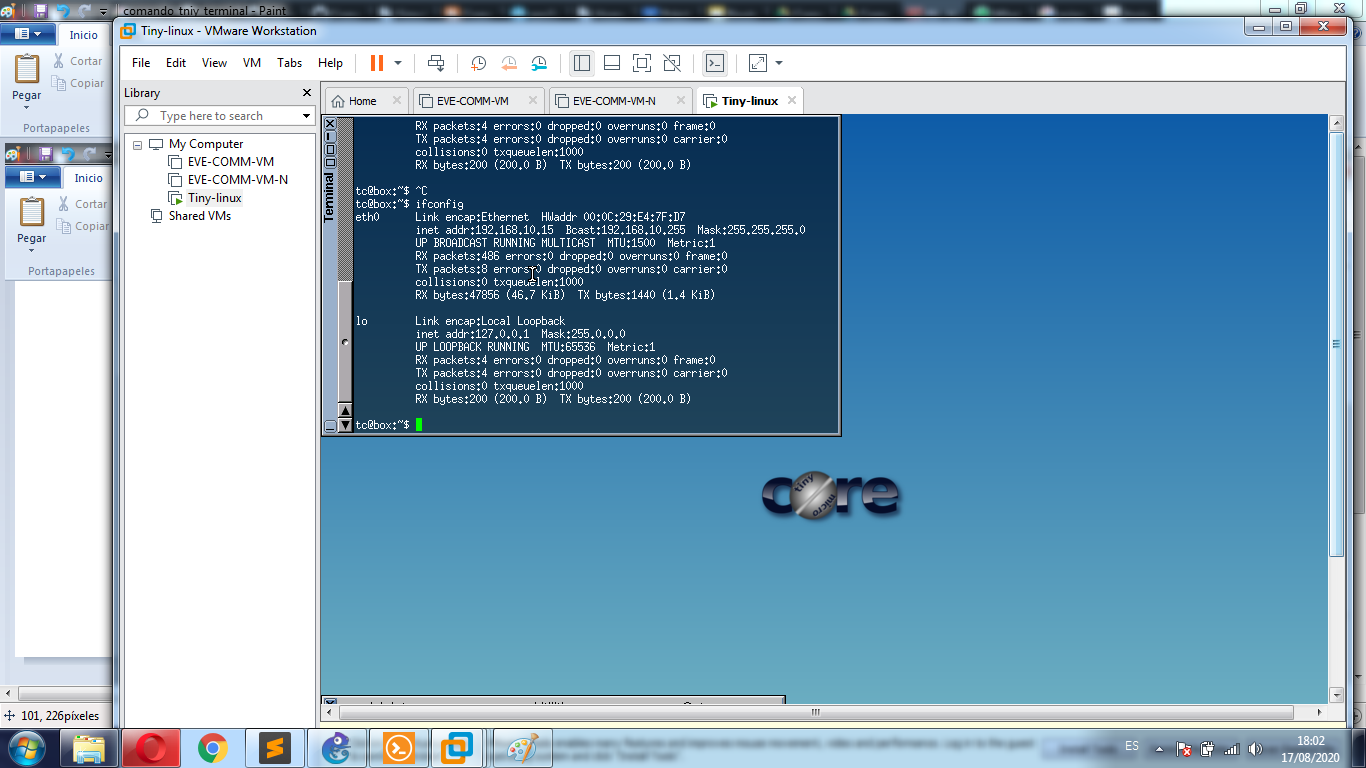 comando tniv terminal - Paint
Inicio
Cortar
Copiar
Pegar
Portapapeles
Inicio
Cortar
Copiar
Pegar
Portapapeles
101, 226píxeles
Tiny-linux - VMware Workstation
File Edit View VM Tabs Help
Library
Type here to search
My Computer
EVE-COMM-VM
EVE-COMM-VM-N
Tiny-linux
Shared VMs
Home EVE-COMM-VM EVE-COMM-VM-N Tiny-linux
Terminal
RX packets:4 errors:0 dropped:0 overruns:0 frame:0
TX packets:4 errors:0 dropped:0 overruns:0 carrier:0
collisions:0 txqueuelen:1000
RX bytes:200 (200.0 B) TX bytes:200 (200.0 B)
tc@box:~$ ^C
tc@box:~$ ifconfig
eth0 Link encap:Ethernet HWaddr 00:0C:29:E4:7F:D7
inet addr:192.168.10.15 Bcast:192.168.10.255 Mask:255.255.255.0
UP BROADCAST RUNNING MULTICAST MTU:1500 Metric:1
RX packets:486 errors:0 dropped:0 overruns:0 frame:0
TX packets:8 errors:0 dropped:0 overruns:0 carrier:0
collisions:0 txqueuelen:1000
RX bytes:47856 (46.7 KiB) TX bytes:1440 (1.4 KiB)
lo Link encap:Local Loopback
inet addr:127.0.0.1 Mask:255.0.0.0
UP LOOPBACK RUNNING MTU:65536 Metric:1
RX packets:4 errors:0 dropped:0 overruns:0 frame:0
TX packets:4 errors:0 dropped:0 overruns:0 carrier:0
collisions:0 txqueuelen:1000
RX bytes:200 (200.0 B) TX bytes:200 (200.0 B)
tc@box:~$
core
tiny
micro
ES
18:02
17/08/2020